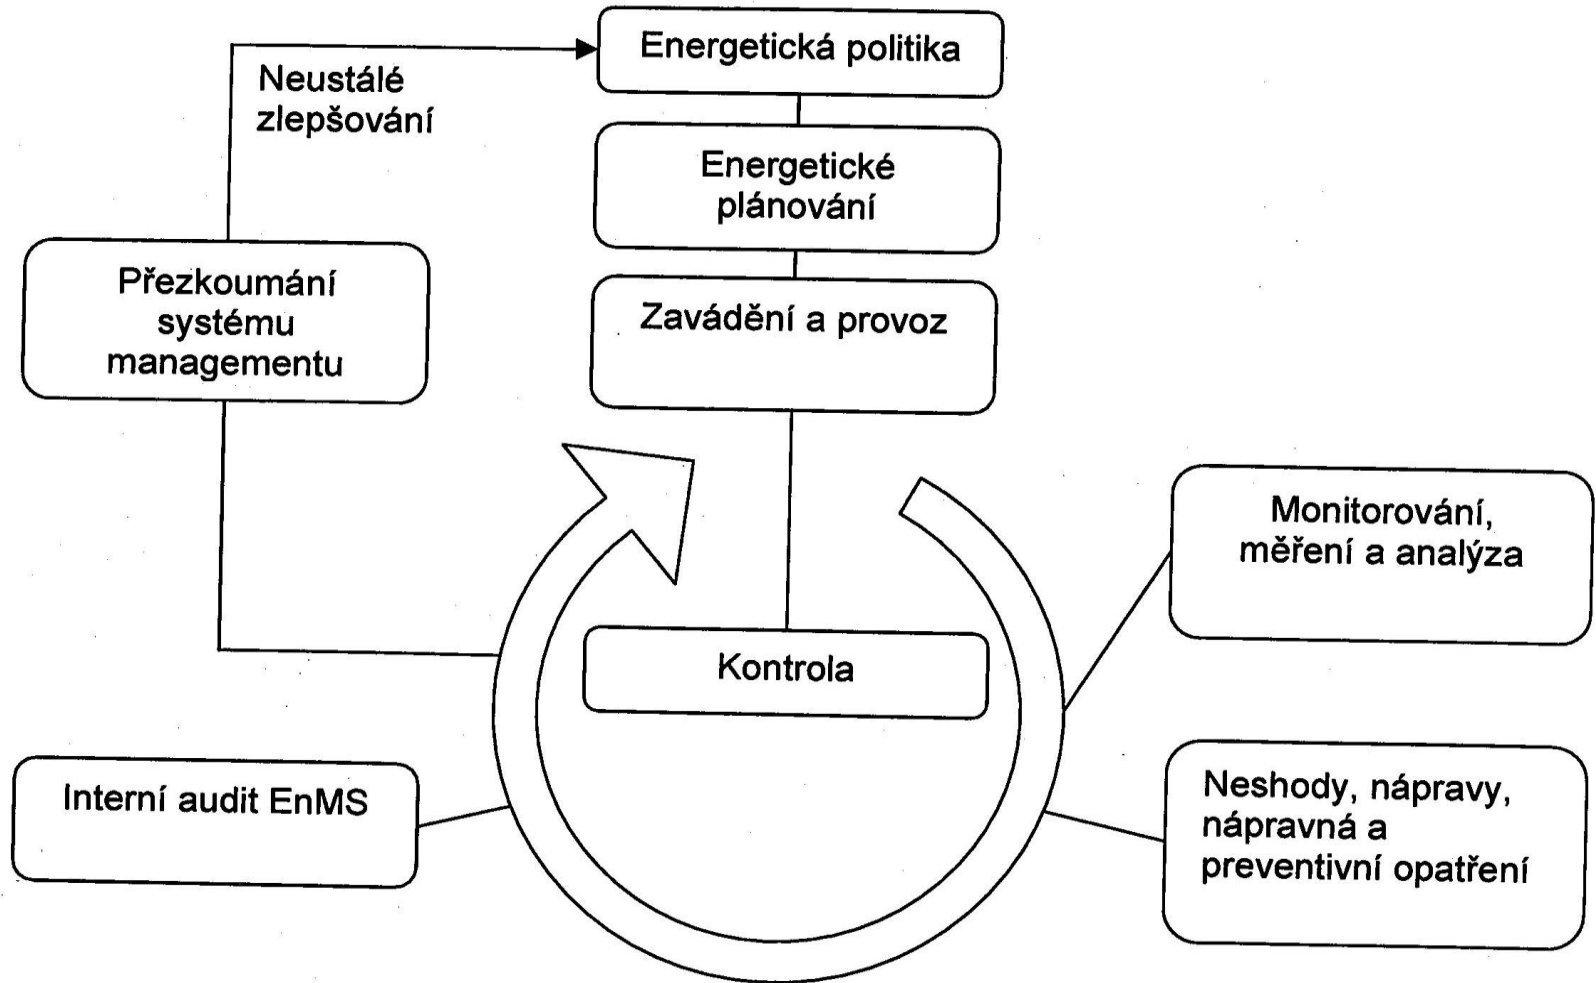 Energetická politika
Neustálé
zlepšování
Energetické
plánování
Přezkoumání
systému
managementu
Zavádění a provoz
Monitorování,
měření a analýza
Kontrola
Interní audit EnMS
Neshody, nápravy,
nápravná a
preventivní opatření